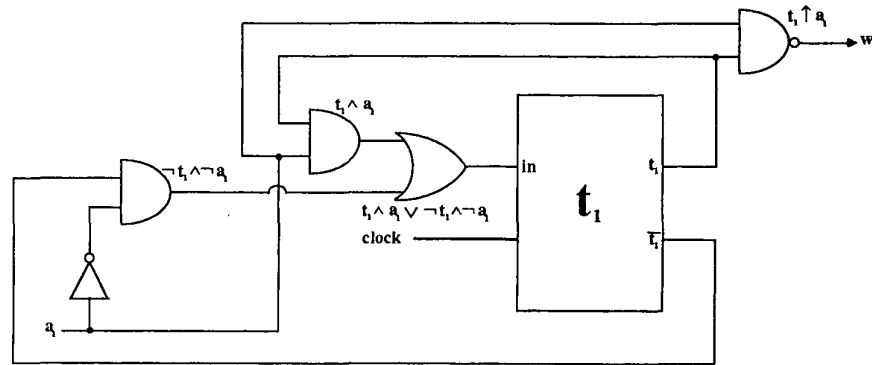 t₁ ↑ a₁
w
t₁ ∧ a₁
¬ t₁ ∧ ¬ a₁
in
t₁
t₁
t₁ ∧ a₁ ∨ ¬ t₁ ∧ ¬ a₁
clock
t̅₁
a₁